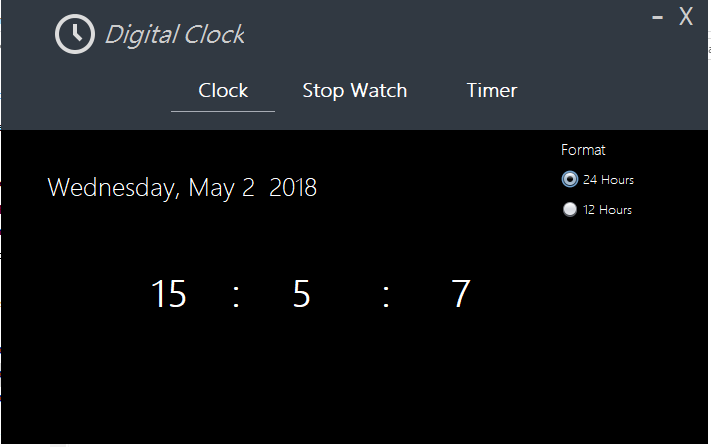 Digital Clock
– X
Clock Stop Watch Timer
Format
24 Hours
12 Hours
Wednesday, May 2 2018
15 : 5 : 7